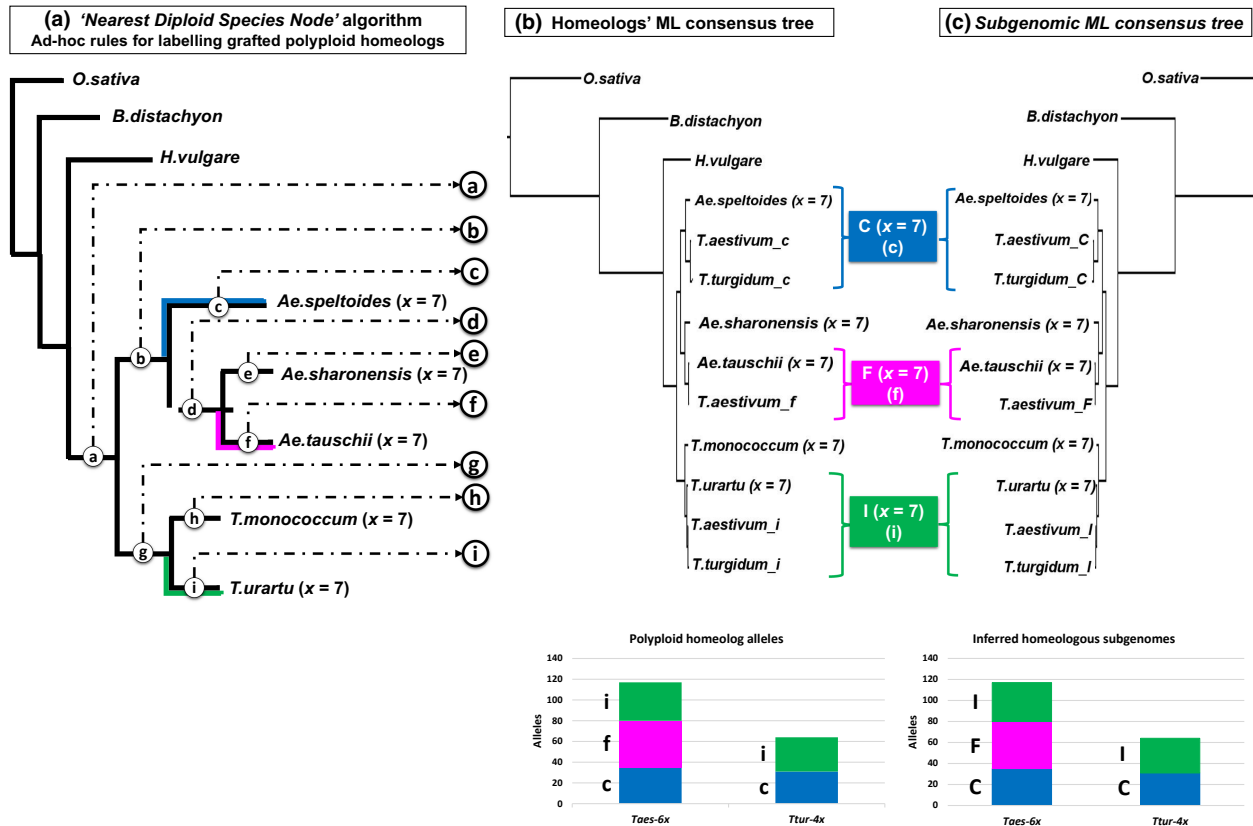 (a) ‘Nearest Diploid Species Node’ algorithm
Ad-hoc rules for labelling grafted polyploid homeologs
O.sativa
B.distachyon
H.vulgare
a
b
c
c
Ae.speltoides (x = 7)
d
b
e
e
Ae.sharonensis (x = 7)
d
f
f
Ae.tauschii (x = 7)
a
g
h
h
T.monococcum (x = 7)
g
i
i
T.urartu (x = 7)
(b) Homeologs’ ML consensus tree
O.sativa
B.distachyon
H.vulgare
Ae.speltoides (x = 7)
T.aestivum_c
T.turgidum_c
Ae.sharonensis (x = 7)
Ae.tauschii (x = 7)
T.aestivum_f
T.monococcum (x = 7)
T.urartu (x = 7)
T.aestivum_i
T.turgidum_i
C (x = 7)
(c)
F (x = 7)
(f)
I (x = 7)
(i)
(c) Subgenomic ML consensus tree
O.sativa
B.distachyon
H.vulgare
Ae.speltoides (x = 7)
T.aestivum_C
T.turgidum_C
Ae.sharonensis (x = 7)
Ae.tauschii (x = 7)
T.aestivum_F
T.monococcum (x = 7)
T.urartu (x = 7)
T.aestivum_I
T.turgidum_I
Polyploid homeolog alleles
Alleles
140
120
100
80
60
40
20
0
i
f
c
i
c
Taes-6x
Ttur-4x
Inferred homeologous subgenomes
Alleles
140
120
100
80
60
40
20
0
I
F
C
I
C
Taes-6x
Ttur-4x